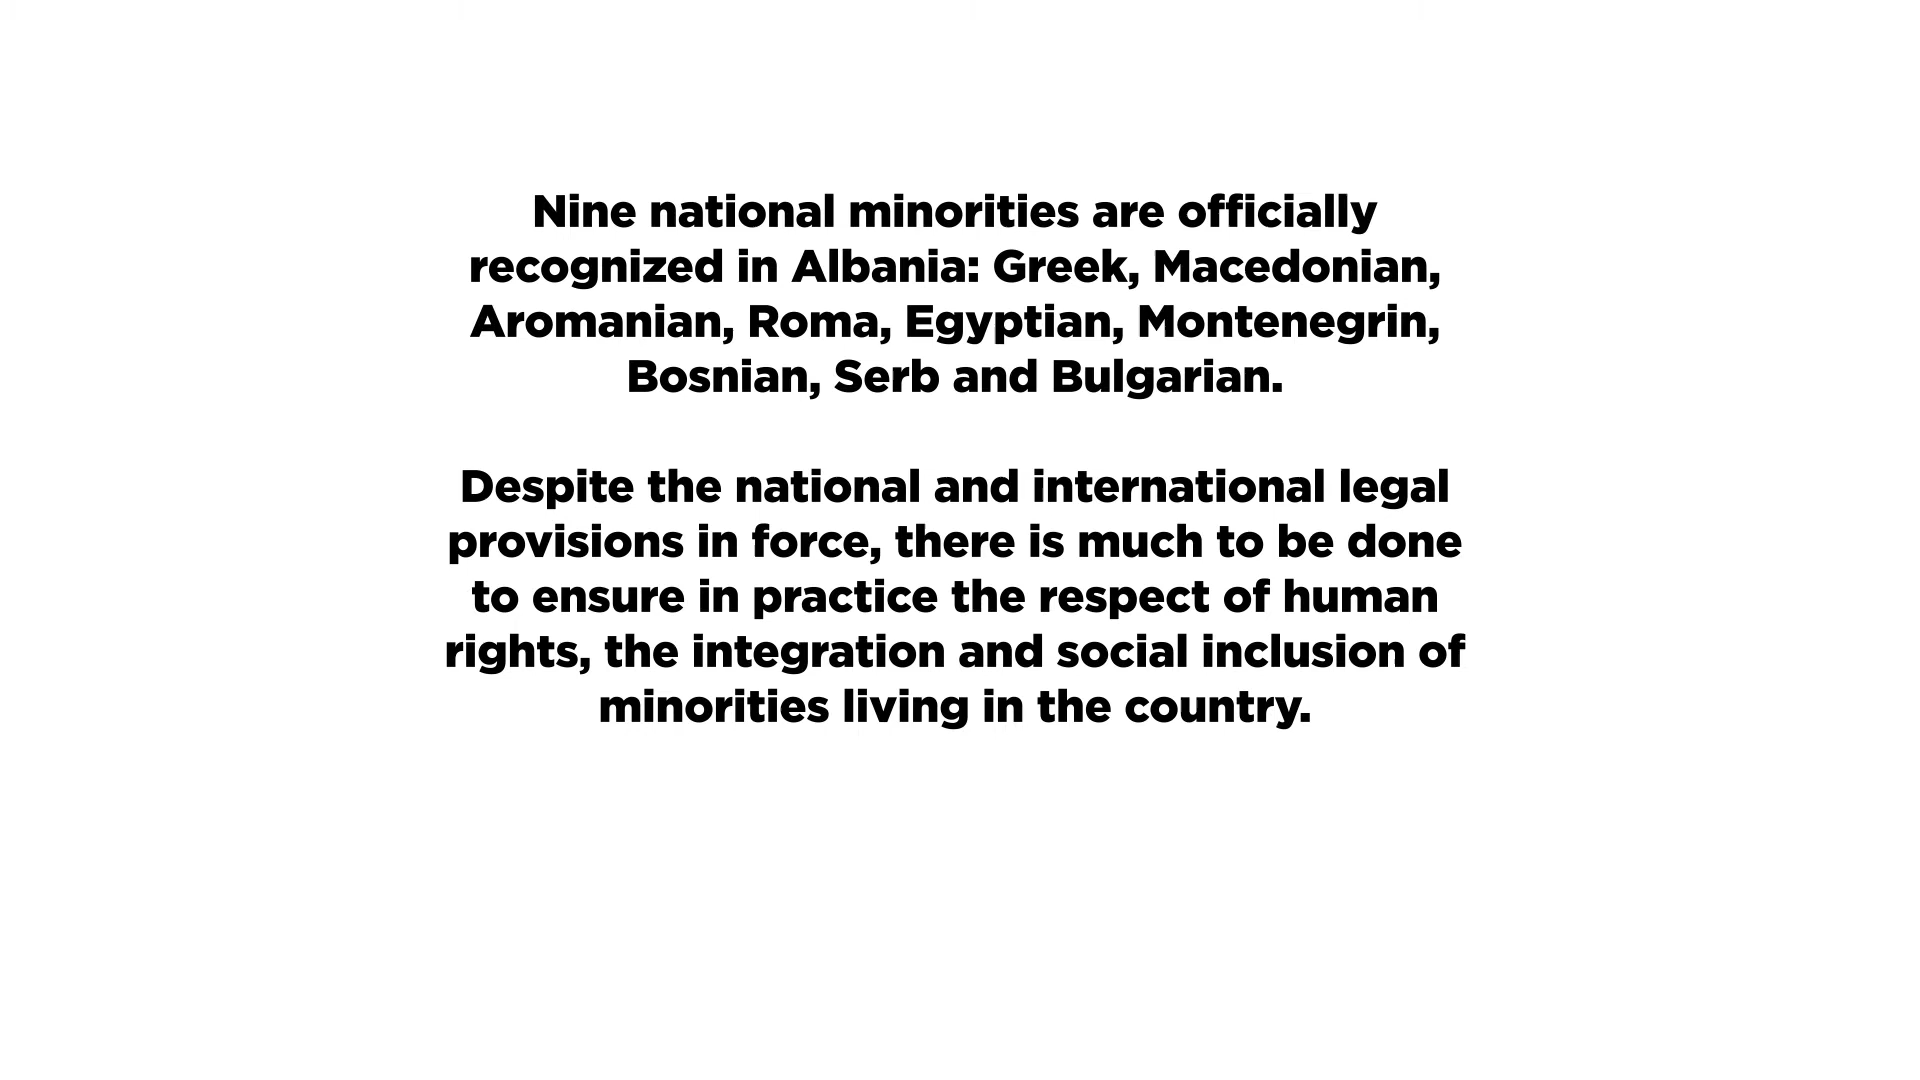 Nine national minorities are officially
recognized in Albania: Greek, Macedonian,
Aromanian, Roma, Egyptian, Montenegrin,
Bosnian, Serb and Bulgarian.
Despite the national and international legal
provisions in force, there is much to be done
to ensure in practice the respect of human
rights, the integration and social inclusion of
minorities living in the country.